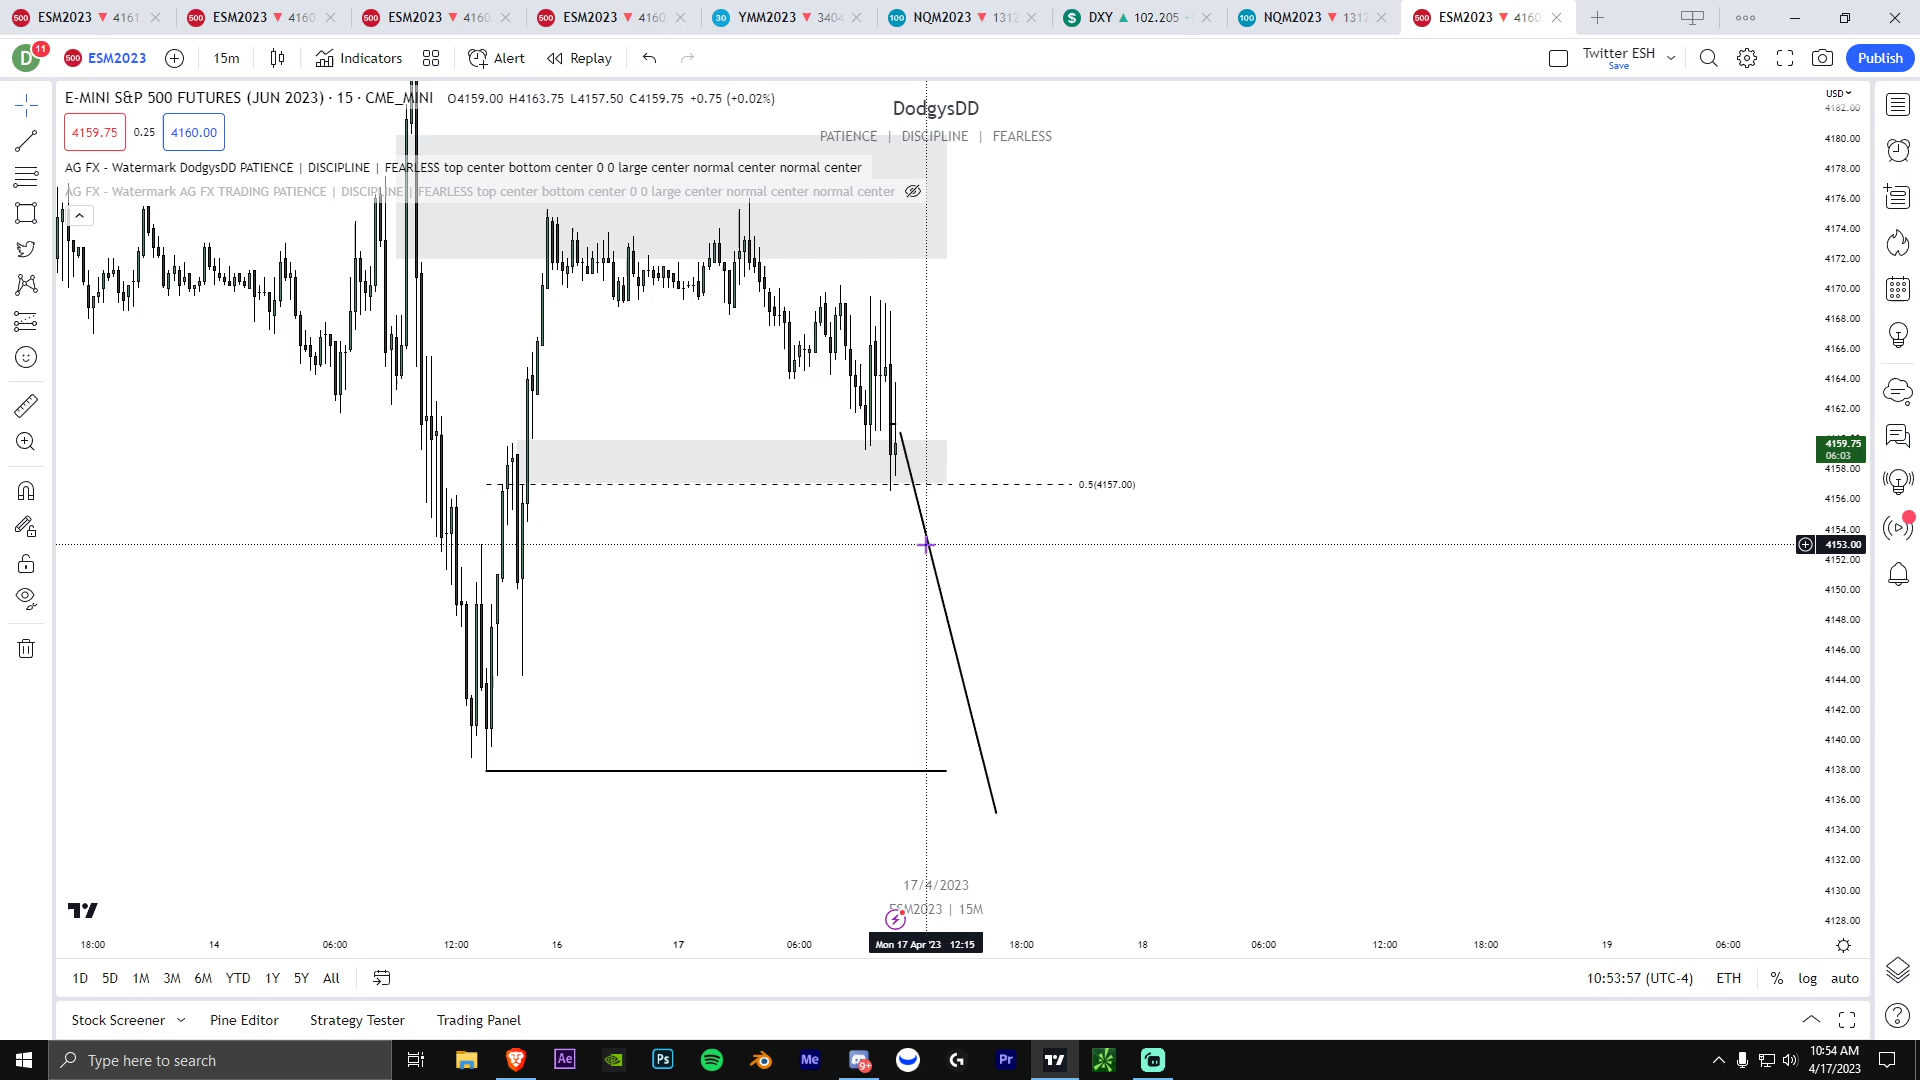 ESM2023 ▼ 4161
ESM2023 ▼ 4160.
ESM2023 ▼ 4160.
ESM2023 ▼ 4160.
YMM2023 ▼ 3404
NQM2023 ▼ 1312
DXY ▲ 102.205
NQM2023 ▼ 1312
ESM2023 ▼ 4160
D 11 500 ESM2023 15m Indicators Alert Replay Twitter ESH Save Publish
E-MINI S&P 500 FUTURES (JUN 2023) · 15 · CME_MINI O4159.00 H4163.75 L4157.50 C4159.75 +0.75 (+0.02%)
4159.75 0.25 4160.00
DodgysDD
PATIENCE | DISCIPLINE | FEARLESS
AG FX - Watermark DodgysDD PATIENCE | DISCIPLINE | FEARLESS top center bottom center 0 0 large center normal center normal center
AG FX - Watermark AG FX TRADING PATIENCE | DISCIPLINE | FEARLESS top center bottom center 0 0 large center normal center normal center
USD
4182.00
4180.00
4178.00
4176.00
4174.00
4172.00
4170.00
4168.00
4166.00
4164.00
4162.00
4159.75
06:03
4158.00
0.5(4157.00)
4156.00
4154.00
4153.00
4152.00
4150.00
4148.00
4146.00
4144.00
4142.00
4140.00
4138.00
4136.00
4134.00
4132.00
4130.00
4128.00
17/4/2023
ESM2023 | 15M
18:00 14 06:00 12:00 16 17 06:00 Mon 17 Apr '23 12:15 18:00 18 06:00 12:00 18:00 19 06:00
1D 5D 1M 3M 6M YTD 1Y 5Y All 10:53:57 (UTC-4) ETH % log auto
Stock Screener Pine Editor Strategy Tester Trading Panel
Type here to search Ae Ps Me 9+ Pr 10:54 AM
4/17/2023